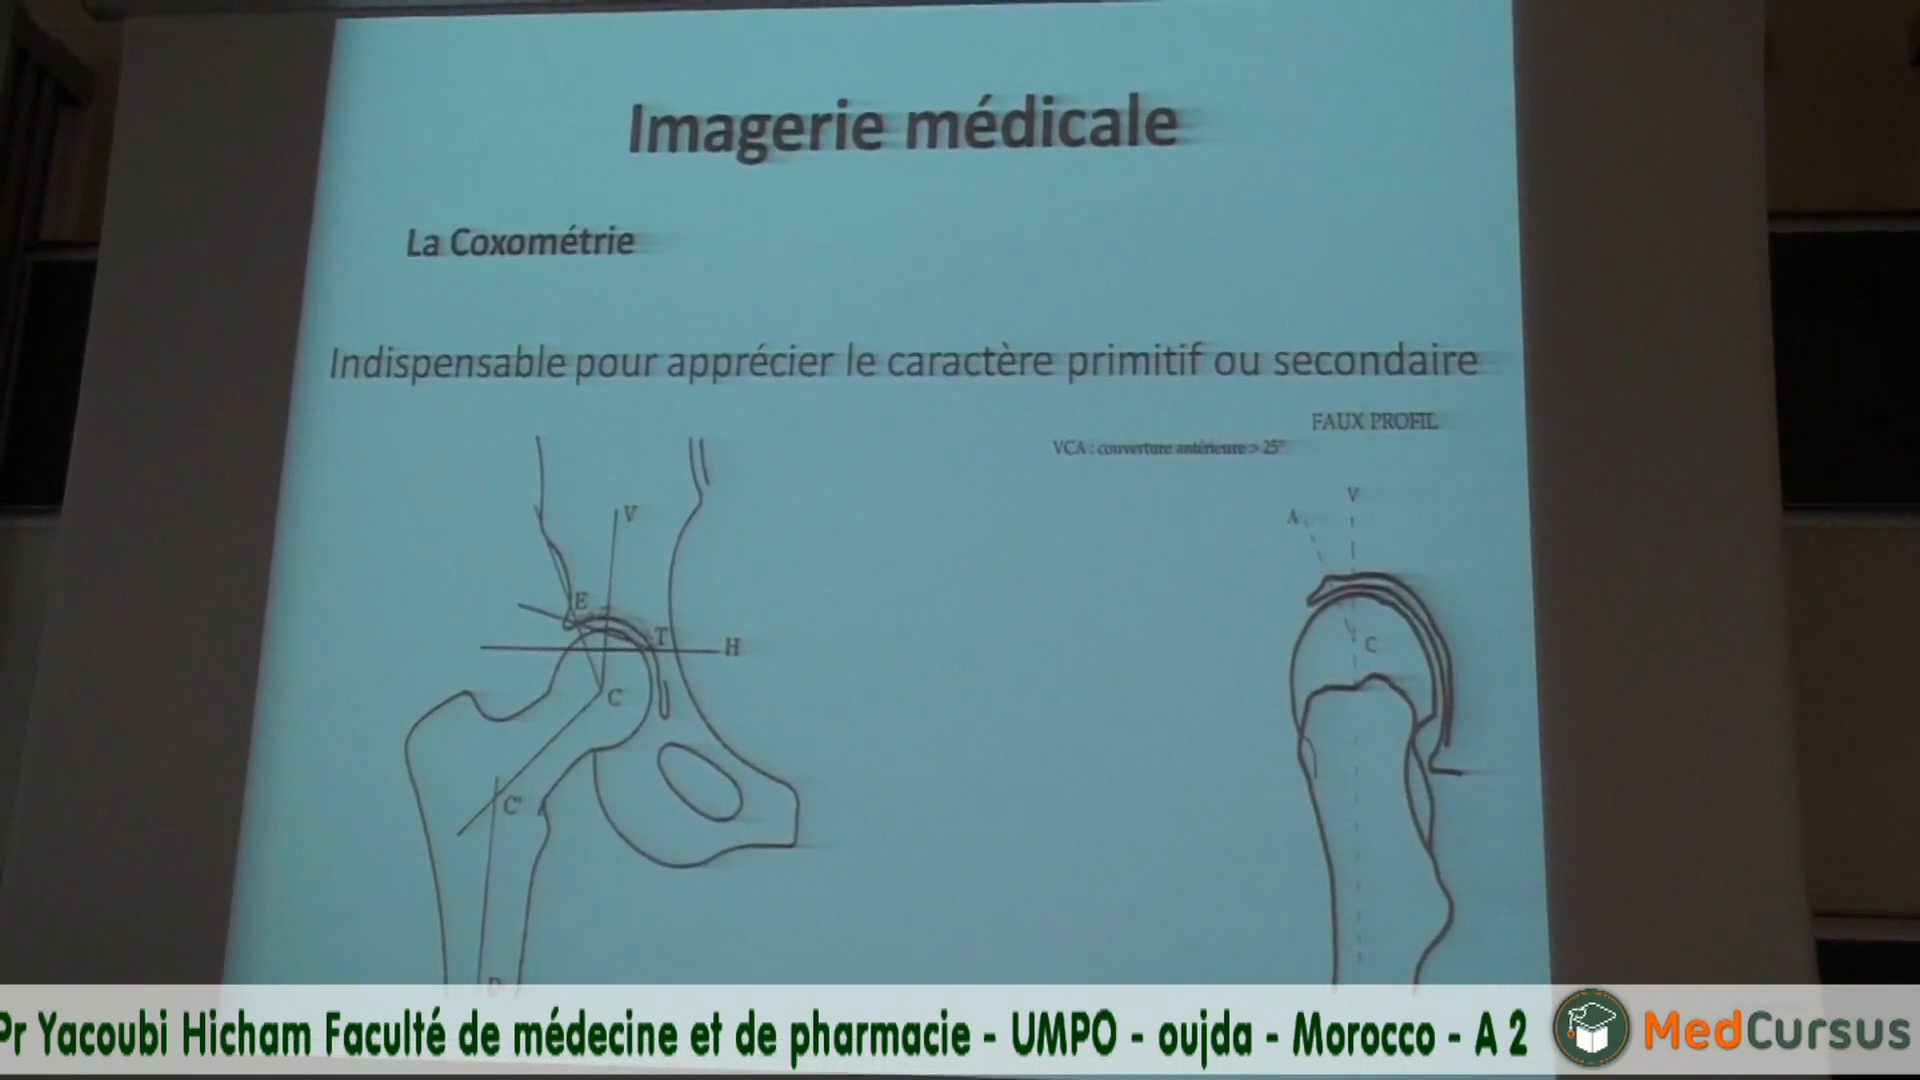 Imagerie médicale
La Coxométrie
Indispensable pour apprécier le caractère primitif ou secondaire
FAUX PROFIL
VCA : couverture antérieure > 25°
V
A
V
E
T
H
C
C
C'
D
Pr Yacoubi Hicham Faculté de médecine et de pharmacie - UMPO - oujda - Morocco - A 2
MedCursus